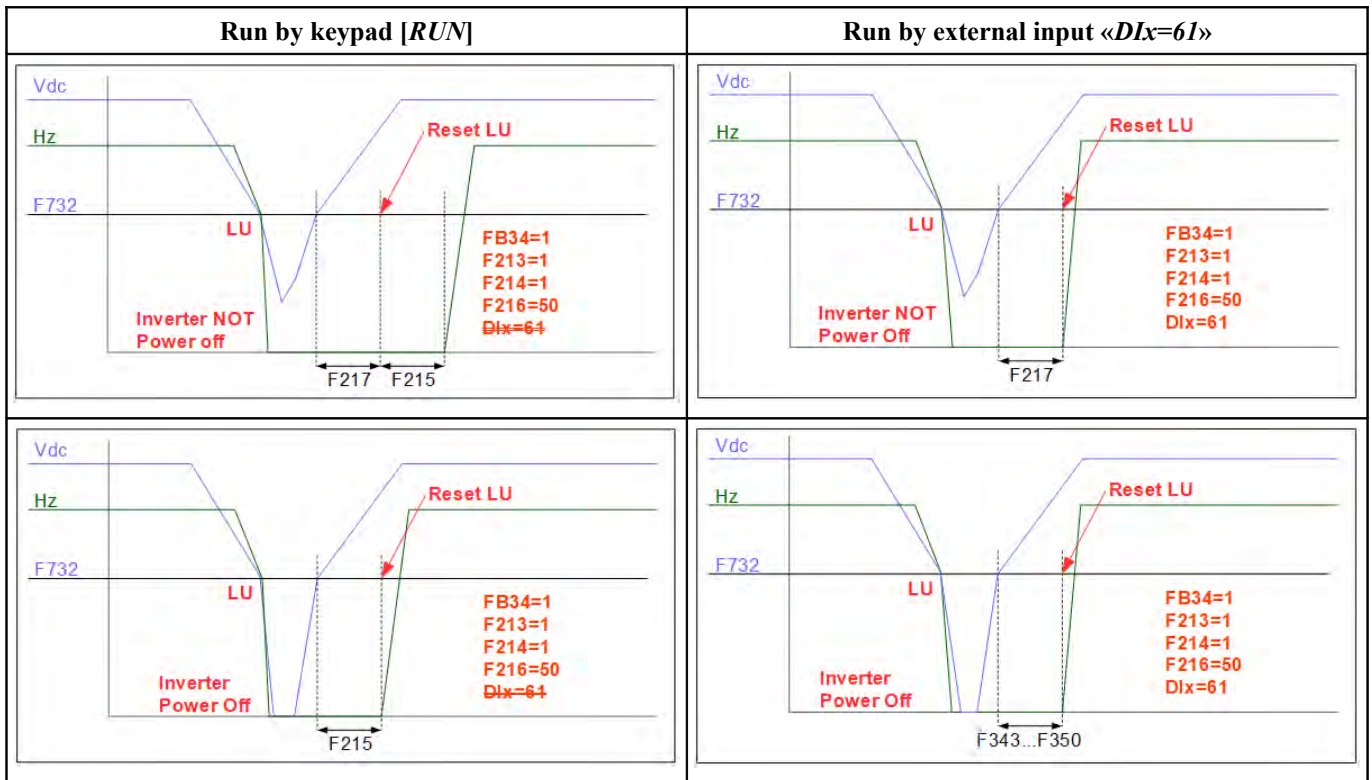 Run by keypad [RUN]
Run by external input «DIx=61»
Vdc
Hz
Reset LU
F732
LU
FB34=1
F213=1
F214=1
F216=50
DIx=61
Inverter NOT
Power off
F217
F215
Vdc
Hz
Reset LU
F732
LU
FB34=1
F213=1
F214=1
F216=50
DIx=61
Inverter NOT
Power off
F217
Vdc
Hz
Reset LU
F732
LU
FB34=1
F213=1
F214=1
F216=50
DIx=61
Inverter
Power Off
F215
Vdc
Hz
Reset LU
F732
LU
FB34=1
F213=1
F214=1
F216=50
DIx=61
Inverter
Power Off
F343...F350